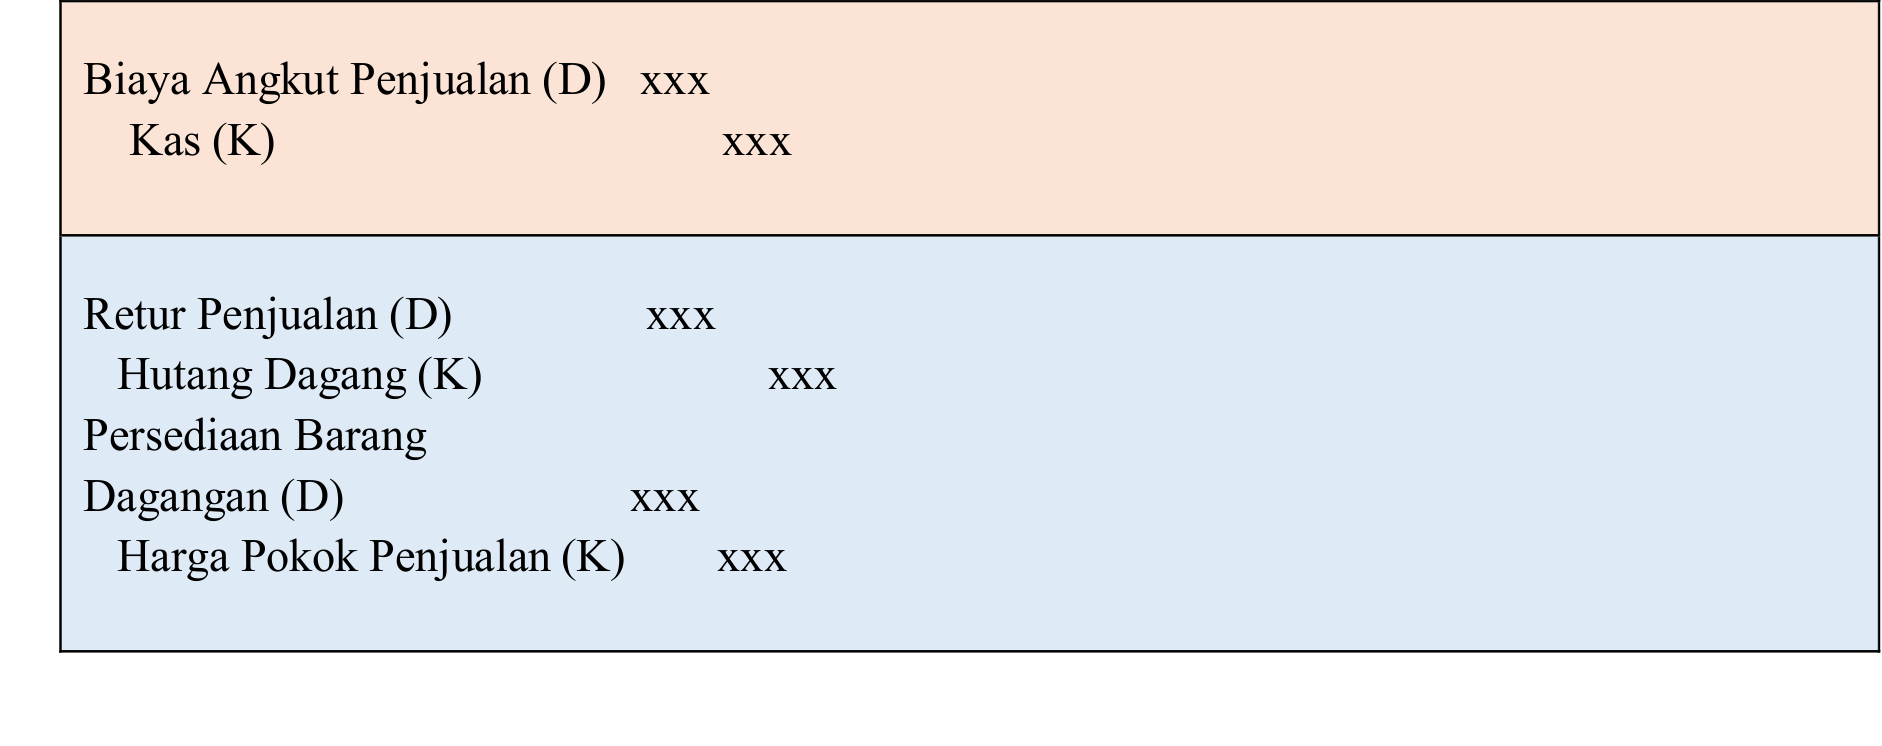 Biaya Angkut Penjualan (D) xxx
Kas (K) xxx
Retur Penjualan (D) xxx
Hutang Dagang (K) xxx
Persediaan Barang
Dagangan (D) xxx
Harga Pokok Penjualan (K) xxx